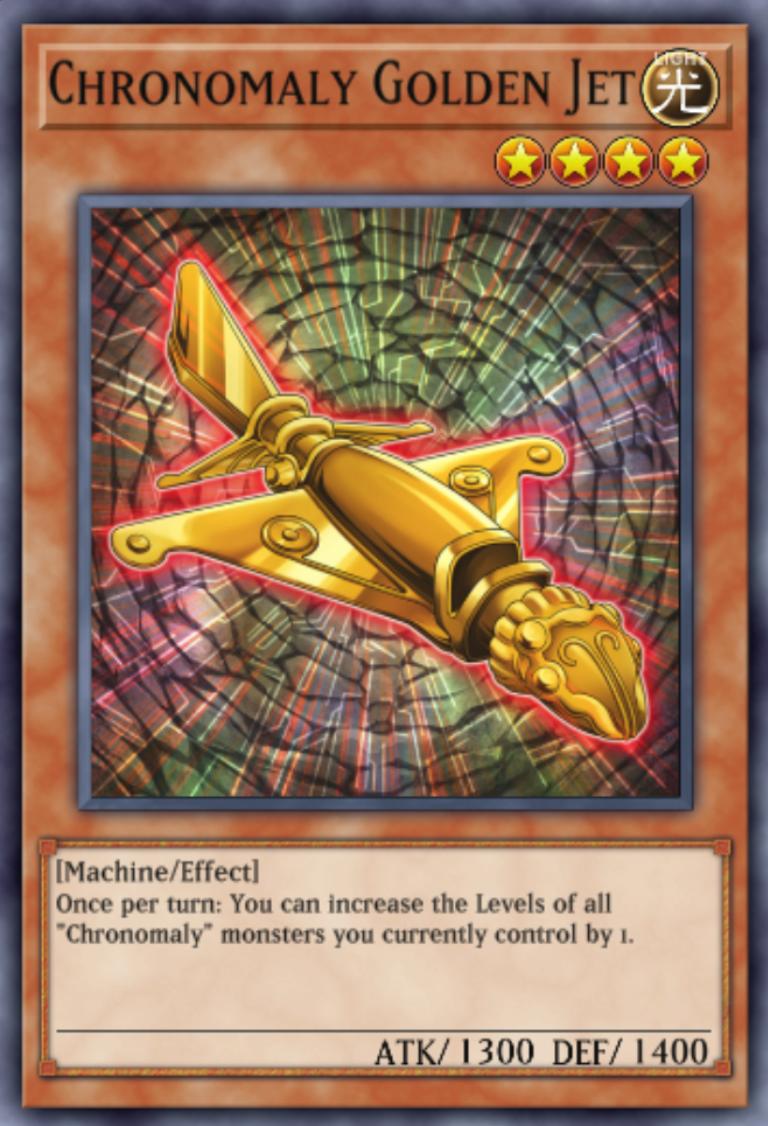 Chronomaly Golden Jet
LIGHT
光
[Machine/Effect]
Once per turn: You can increase the Levels of all
"Chronomaly" monsters you currently control by 1.
ATK/ 1300 DEF/ 1400